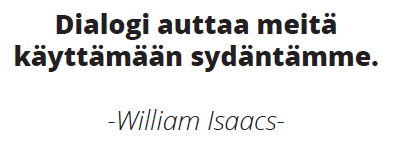 Dialogi auttaa meitä
käyttämään sydäntämme.
-William Isaacs-